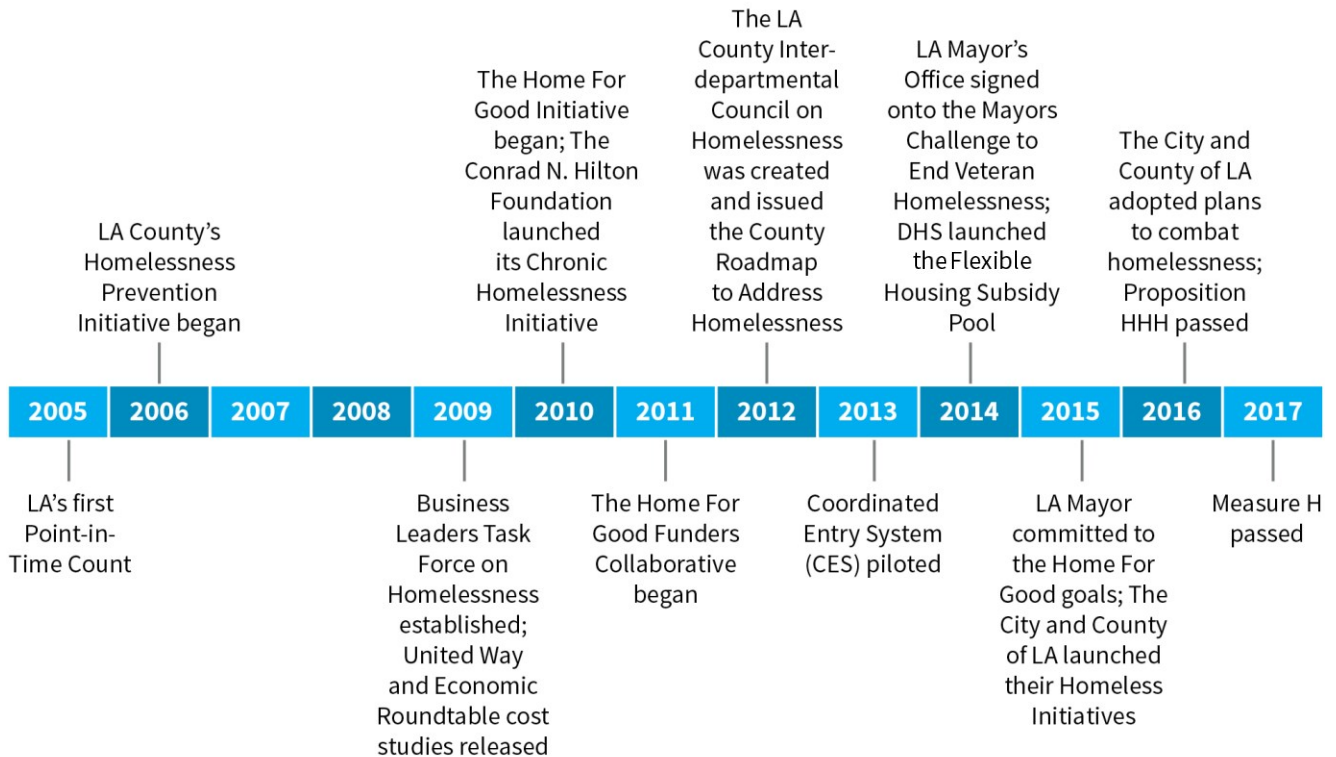 LA County's
Homelessness
Prevention
Initiative began
The Home For
Good Initiative
began; The
Conrad N. Hilton
Foundation
launched
its Chronic
Homelessness
Initiative
The LA
County Inter-
departmental
Council on
Homelessness
was created
and issued
the County
Roadmap
to Address
Homelessness
LA Mayor’s
Office signed
onto the Mayors
Challenge to
End Veteran
Homelessness;
DHS launched
the Flexible
Housing Subsidy
Pool
The City and
County of LA
adopted plans
to combat
homelessness;
Proposition
HHH passed
2005 2006 2007 2008 2009 2010 2011 2012 2013 2014 2015 2016 2017
LA’s first
Point-in-
Time Count
Business
Leaders Task
Force on
Homelessness
established;
United Way
and Economic
Roundtable cost
studies released
The Home For
Good Funders
Collaborative
began
Coordinated
Entry System
(CES) piloted
LA Mayor
committed to
the Home For
Good goals; The
City and County
of LA launched
their Homeless
Initiatives
Measure H
passed